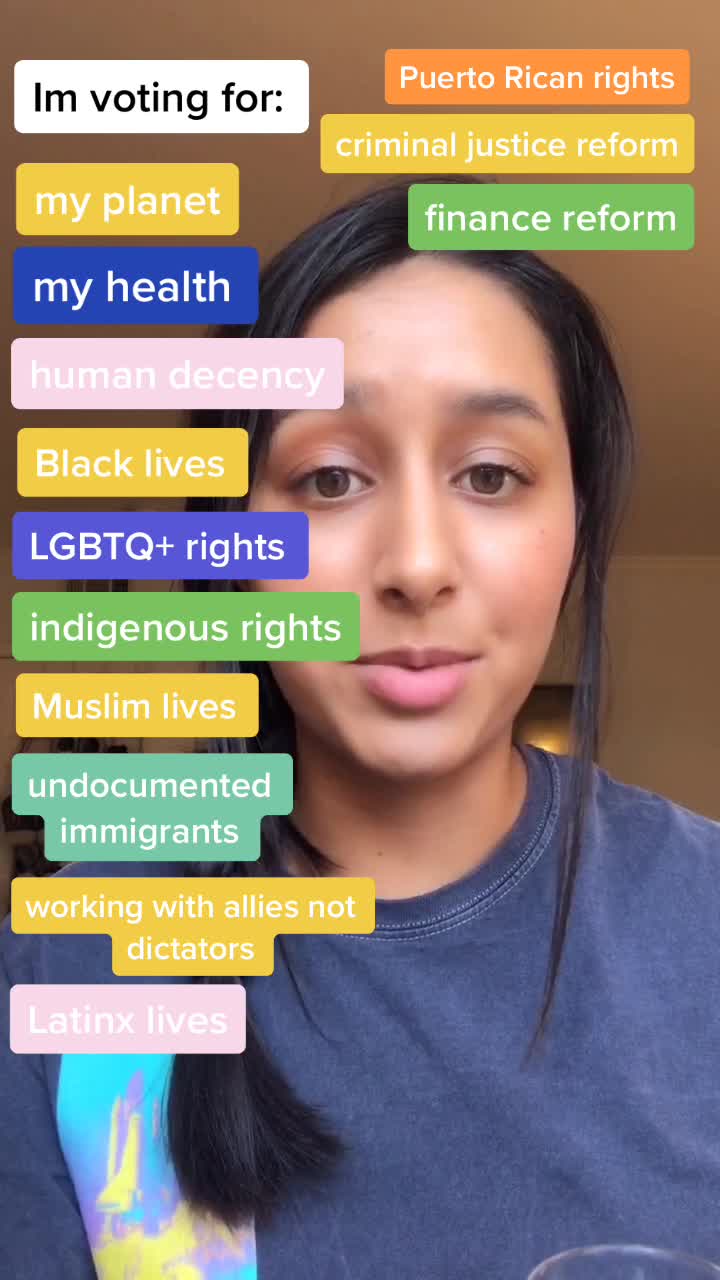 Im voting for:
my planet
my health
human decency
Black lives
LGBTQ+ rights
indigenous rights
Muslim lives
undocumented
immigrants
working with allies not
dictators
Latinx lives
Puerto Rican rights
criminal justice reform
finance reform